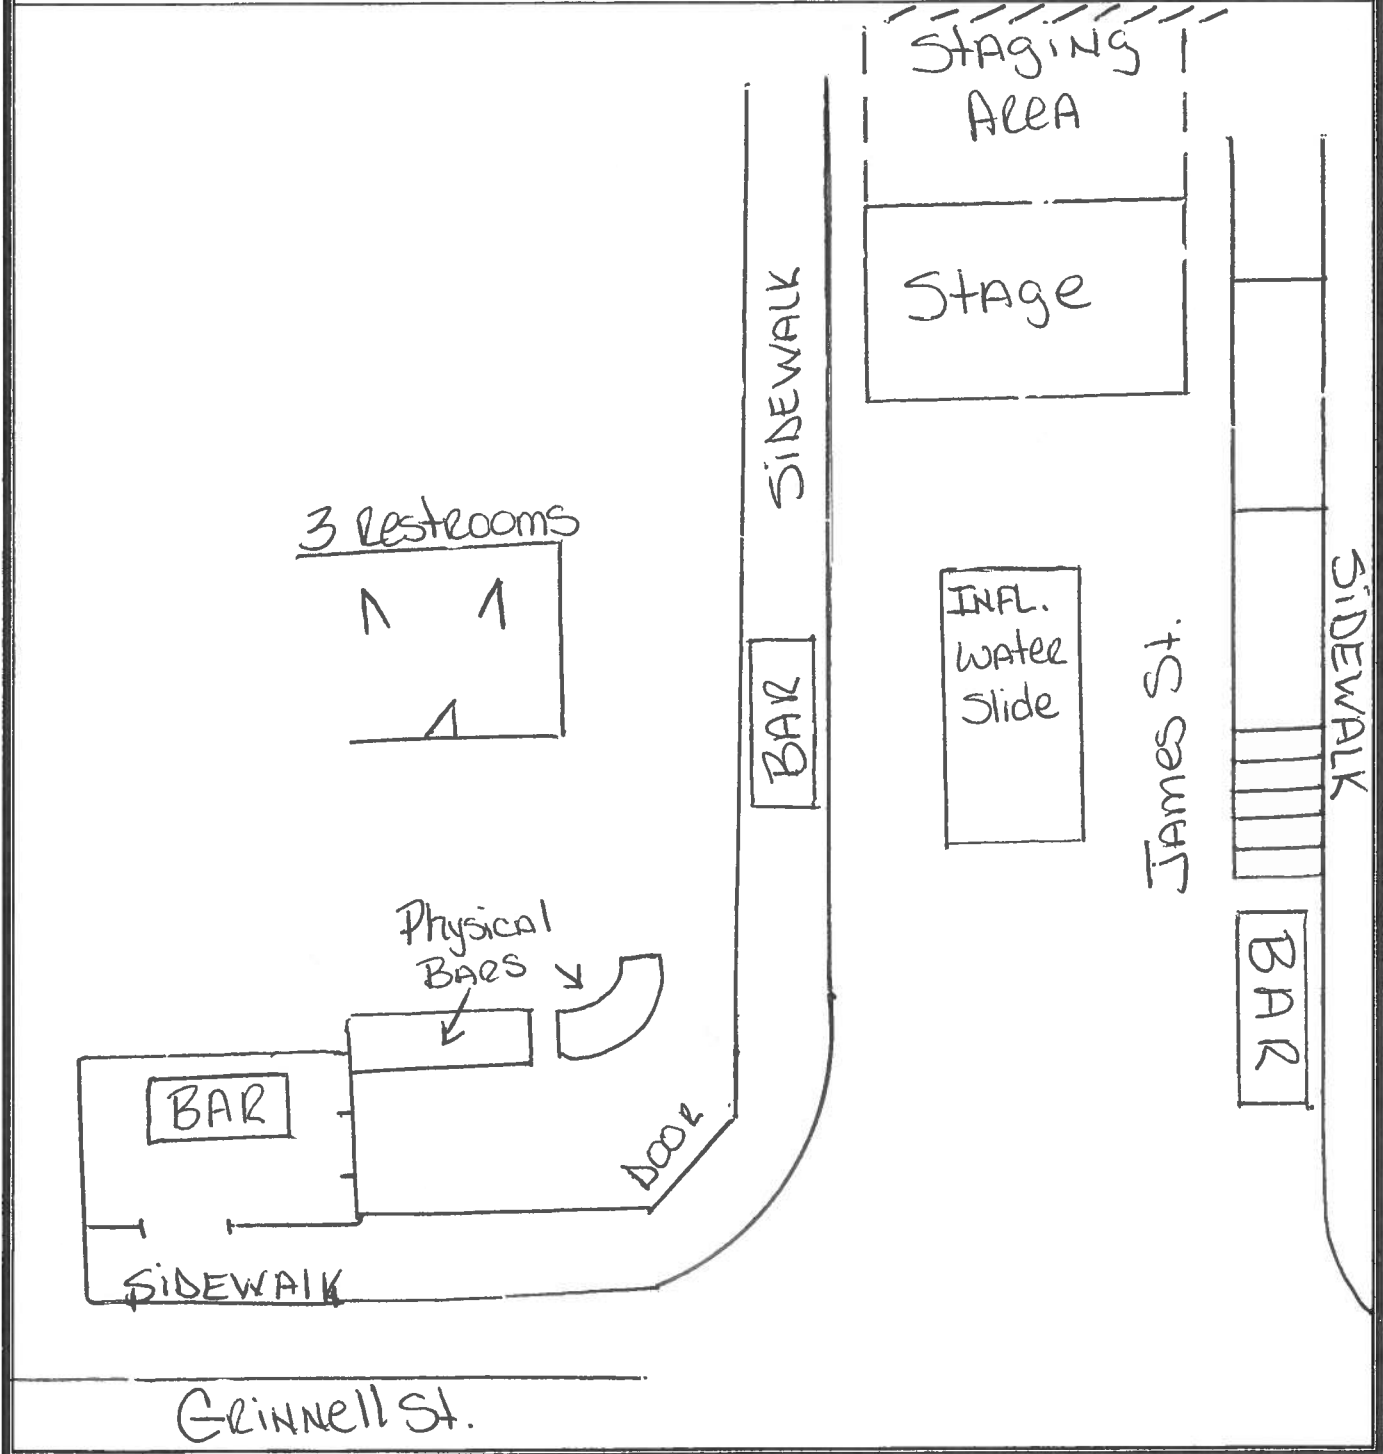 StAgiNg
AReA
StAge
SiDEWALK
3 RestRooms
INFL.
WAteR
Slide
BAR
JAmes St.
SiDEWALK
Physical
BARS
BAR
BAR
DOOR
SiDEWAlK
GRiNNell St.